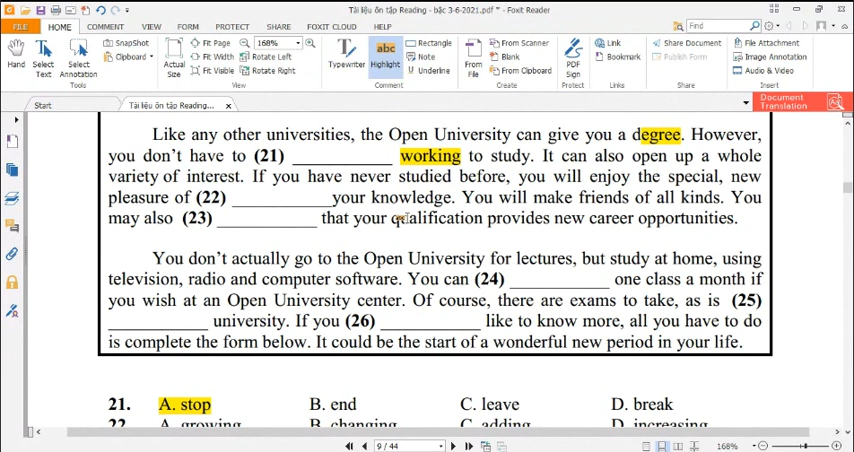 Tài liệu ôn tập Reading - bậc 3-6-2021.pdf * - Foxit Reader
FILE HOME COMMENT VIEW FORM PROTECT SHARE FOXIT CLOUD HELP Find
Hand
Select Text
Select Annotation
SnapShot
Clipboard
Tools
Actual Size
Fit Page
Fit Width
Fit Visible
168%
Rotate Left
Rotate Right
View
Typewriter
Highlight
Rectangle
Note
Underline
Comment
From File
From Scanner
Blank
From Clipboard
Create
PDF Sign
Protect
Link
Bookmark
Links
Share Document
Publish Form
Share
File Attachment
Image Annotation
Audio & Video
Insert
Start Tài liệu ôn tập Reading... Document Translation
Like any other universities, the Open University can give you a degree. However,
you don't have to (21) ___________ working to study. It can also open up a whole
variety of interest. If you have never studied before, you will enjoy the special, new
pleasure of (22) ___________your knowledge. You will make friends of all kinds. You
may also (23) ___________ that your qualification provides new career opportunities.
You don't actually go to the Open University for lectures, but study at home, using
television, radio and computer software. You can (24) ___________ one class a month if
you wish at an Open University center. Of course, there are exams to take, as is (25)
___________ university. If you (26) ___________ like to know more, all you have to do
is complete the form below. It could be the start of a wonderful new period in your life.
21. A. stop B. end C. leave D. break
22 A. growing B. changing C. adding D. increasing
9 / 44 168%